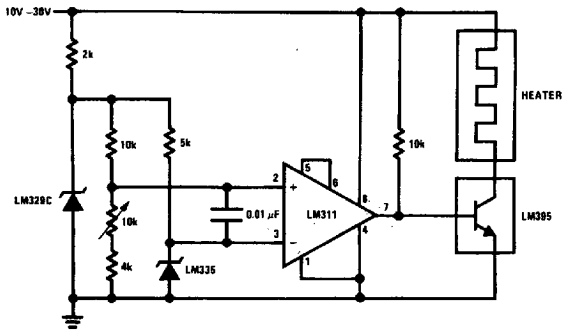 10V –30V
2k
10k
5k
5
6
10k
HEATER
LM329C
10k
2
+
0.01 µF
LM311
8
7
LM395
3
–
4
1
4k
LM335